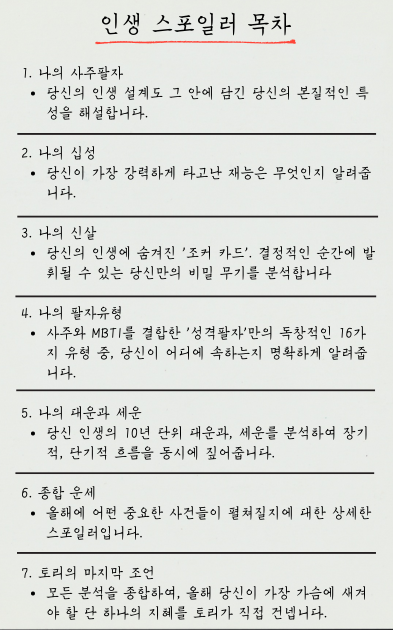 인생 스포일러 목차
1. 나의 사주팔자
• 당신의 인생 설계도 그 안에 담긴 당신의 본질적인 특
성을 해설합니다.
2. 나의 십성
• 당신이 가장 강력하게 타고난 재능은 무엇인지 알려줍
니다.
3. 나의 신살
• 당신의 인생에 숨겨진 '조커 카드'. 결정적인 순간에 발
휘될 수 있는 당신만의 비밀 무기를 분석합니다
4. 나의 팔자유형
• 사주와 MBTI를 결합한 '성격팔자'만의 독창적인 16가
지 유형 중, 당신이 어디에 속하는지 명확하게 알려줍
니다.
5. 나의 대운과 세운
• 당신 인생의 10년 단위 대운과, 세운을 분석하여 장기
적, 단기적 흐름을 동시에 짚어줍니다.
6. 종합 운세
• 올해에 어떤 중요한 사건들이 펼쳐질지에 대한 상세한
스포일러입니다.
7. 토리의 마지막 조언
• 모든 분석을 종합하여, 올해 당신이 가장 가슴에 새겨
야 할 단 하나의 지혜를 토리가 직접 건넵니다.